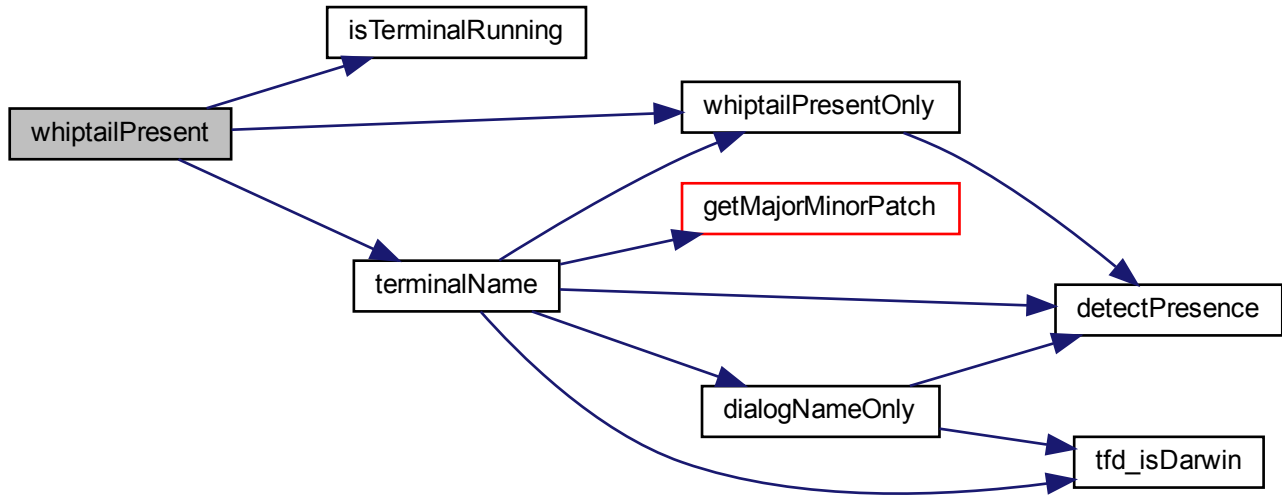 isTerminalRunning
whiptailPresent
whiptailPresentOnly
getMajorMinorPatch
terminalName
detectPresence
dialogNameOnly
tfd_isDarwin